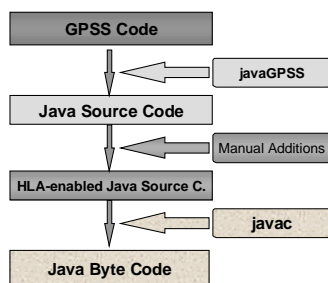 GPSS Code
javaGPSS
Java Source Code
Manual Additions
HLA-enabled Java Source C.
javac
Java Byte Code